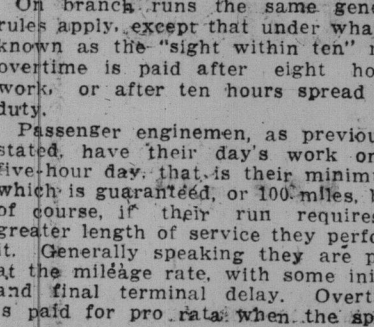 On branch runs the same gene
rules apply, except that under wha
known as the "sight within ten" r
overtime is paid after eight ho
work, or after ten hours spread
duty.
Passenger enginemen, as previou
stated, have their day's work on
five-hour day, that is their minim
which is guaranteed, or 100 miles, b
of course, if their run requires
greater length of service they perfo
it. Generally speaking they are p
at the mileage rate, with some ini
and final terminal delay. Overt
is paid for pro rata when the sp